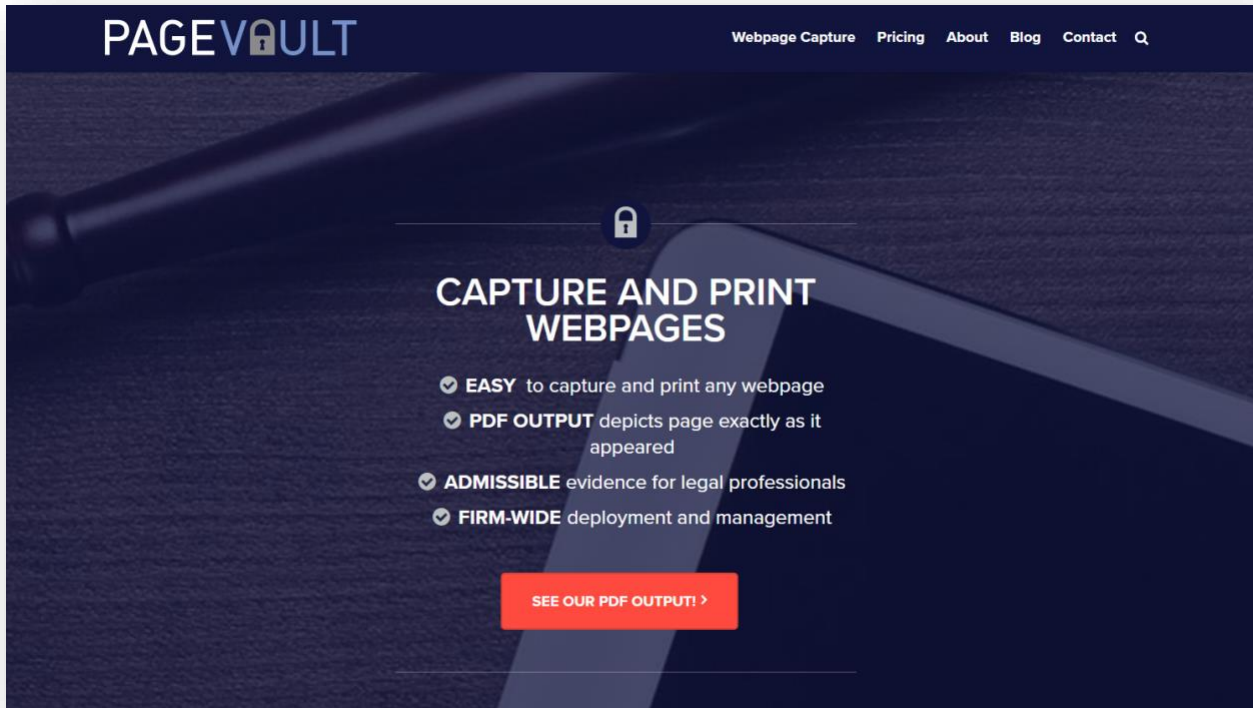 PAGEVAULT
Webpage Capture Pricing About Blog Contact
CAPTURE AND PRINT
WEBPAGES
EASY to capture and print any webpage
PDF OUTPUT depicts page exactly as it
appeared
ADMISSIBLE evidence for legal professionals
FIRM-WIDE deployment and management
SEE OUR PDF OUTPUT! >